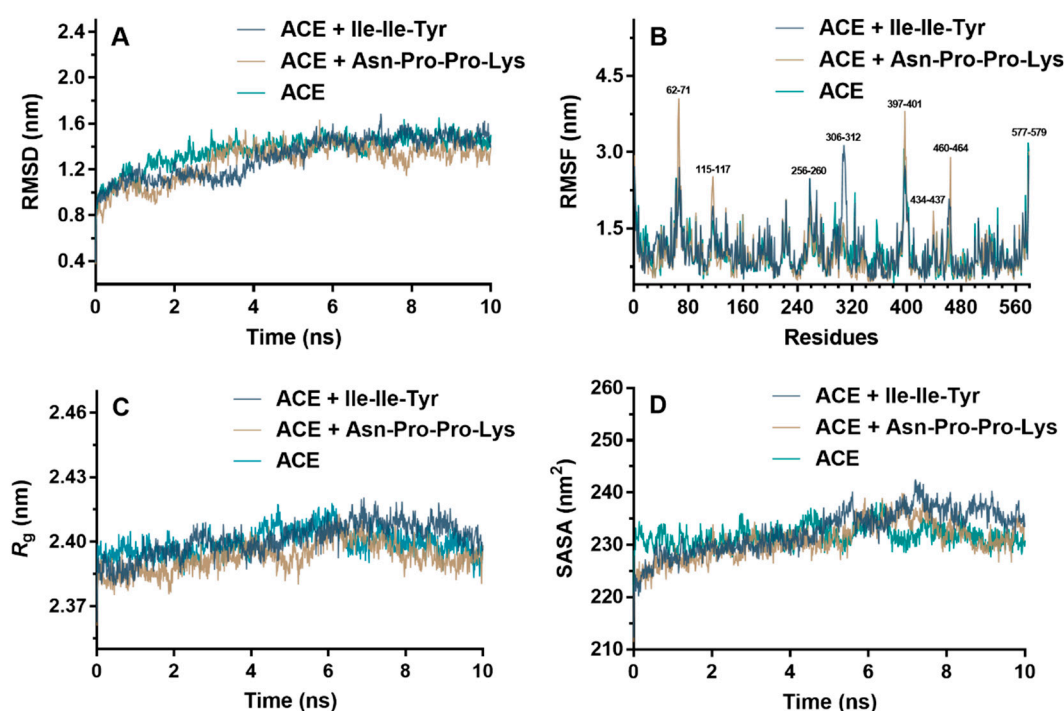 A
ACE + Ile-Ile-Tyr
ACE + Asn-Pro-Pro-Lys
ACE
RMSD (nm)
2.4
2.0
1.6
1.2
0.8
0.4
0 2 4 6 8 10
Time (ns)
B
ACE + Ile-Ile-Tyr
ACE + Asn-Pro-Pro-Lys
ACE
RMSF (nm)
4.5
3.0
1.5
62-71
115-117
256-260
306-312
397-401
434-437
460-464
577-579
0 80 160 240 320 400 480 560
Residues
C
ACE + Ile-Ile-Tyr
ACE + Asn-Pro-Pro-Lys
ACE
Rg (nm)
2.46
2.43
2.40
2.37
0 2 4 6 8 10
Time (ns)
D
ACE + Ile-Ile-Tyr
ACE + Asn-Pro-Pro-Lys
ACE
SASA (nm²)
260
250
240
230
220
210
0 2 4 6 8 10
Time (ns)